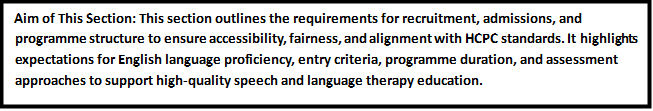 Aim of This Section: This section outlines the requirements for recruitment, admissions, and
programme structure to ensure accessibility, fairness, and alignment with HCPC standards. It highlights
expectations for English language proficiency, entry criteria, programme duration, and assessment
approaches to support high-quality speech and language therapy education.